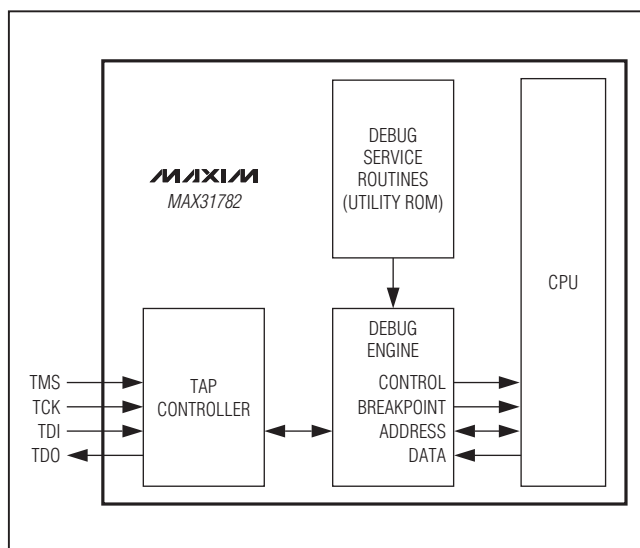 MAXIM
MAX31782
DEBUG
SERVICE
ROUTINES
(UTILITY ROM)
CPU
TMS
TCK
TDI
TDO
TAP
CONTROLLER
DEBUG
ENGINE
CONTROL
BREAKPOINT
ADDRESS
DATA